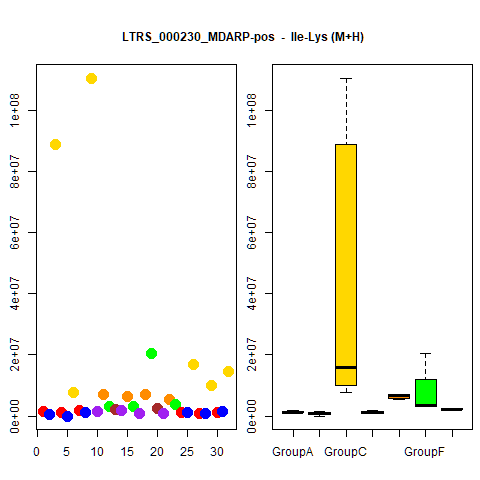 LTRS_000230_MDARP-pos - Ile-Lys (M+H)
1e+08
8e+07
6e+07
4e+07
2e+07
0e+00
0 5 10 15 20 25 30
1e+08
8e+07
6e+07
4e+07
2e+07
0e+00
GroupA GroupC GroupF